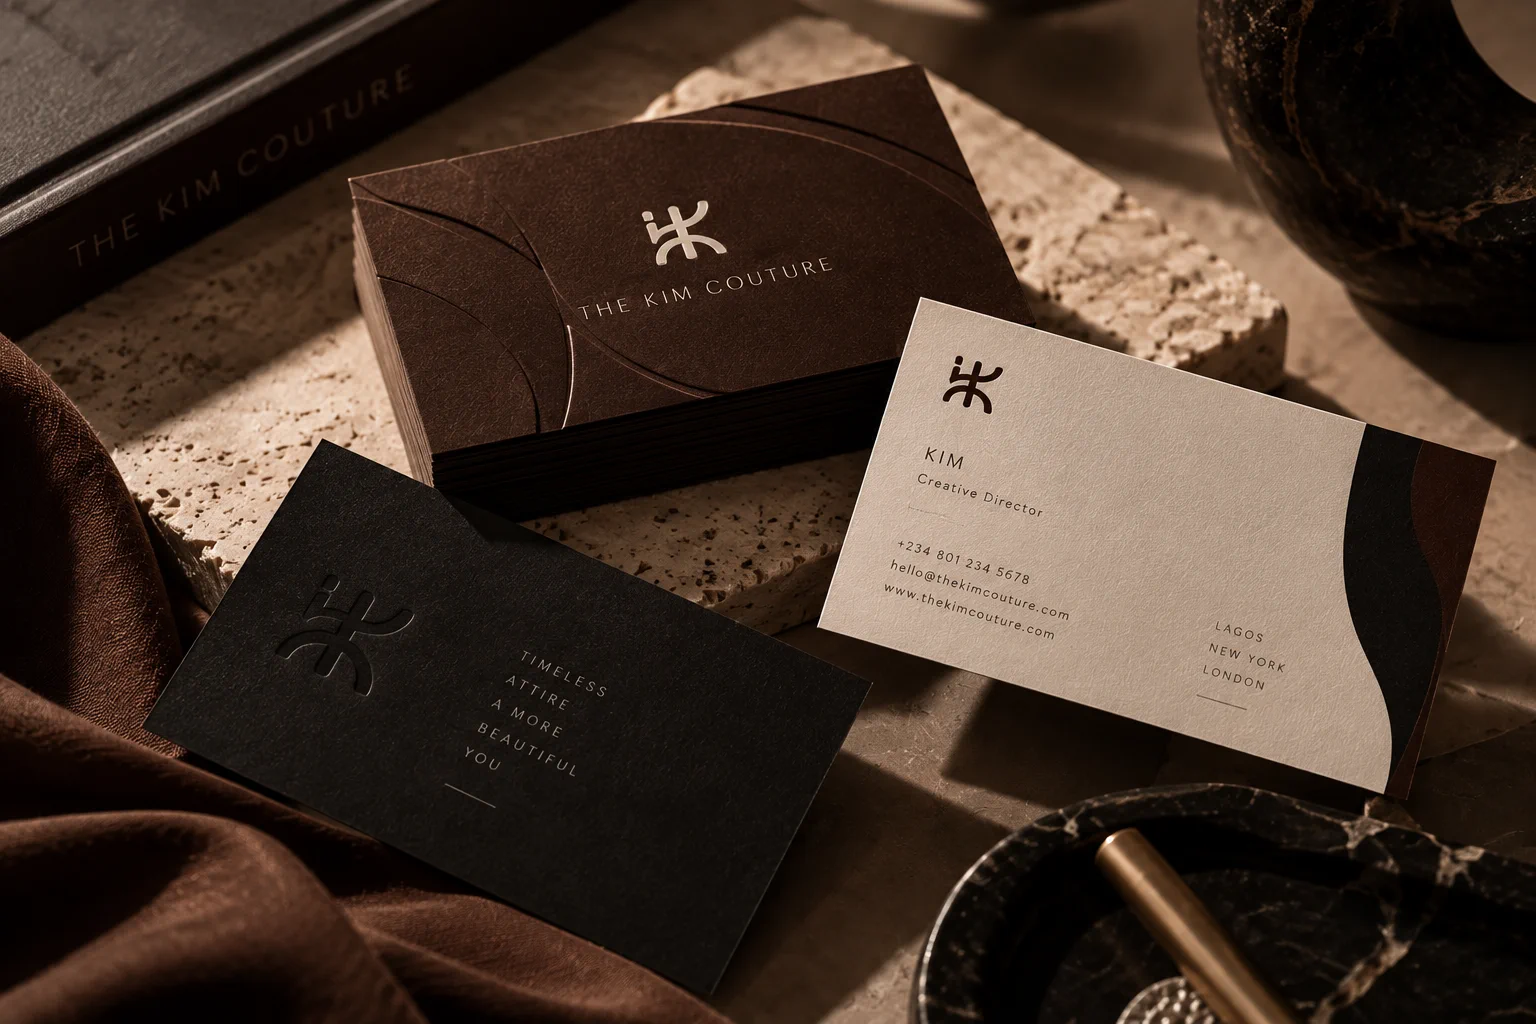 THE KIM COUTURE
THE KIM COUTURE
KIM
Creative Director
+234 801 234 5678
hello@thekimcouture.com
www.thekimcouture.com
LAGOS
NEW YORK
LONDON
TIMELESS
ATTIRE
A MORE
BEAUTIFUL
YOU